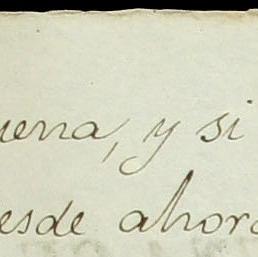 uena, y si
esde ahora